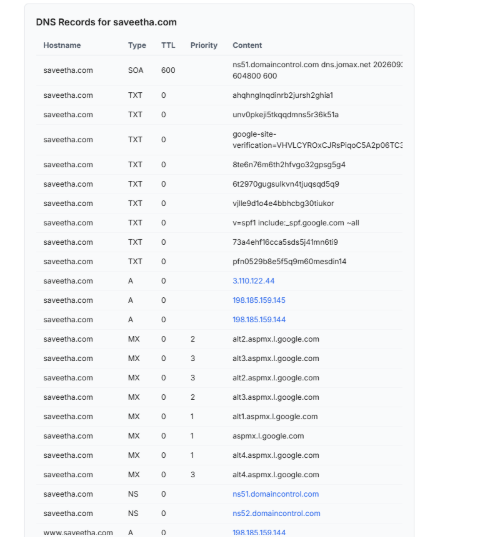 DNS Records for saveetha.com
Hostname Type TTL Priority Content
saveetha.com SOA 600 ns51.domaincontrol.com dns.jomax.net
604800 600
saveetha.com TXT 0
saveetha.com TXT 0
google-site-
saveetha.com TXT 0
saveetha.com TXT 0 8te6n76m6th2hfvgo32gpsg5g4
saveetha.com TXT 0 6t2970gugsulkvn4tjuqsqd5q9
saveetha.com TXT 0
saveetha.com TXT 0 v=spf1 include:_spf.google.com ~all
saveetha.com TXT 0
saveetha.com TXT 0 pfn0529b8e5f5q9m60mesdin14
saveetha.com A 0 3.110.122.44
saveetha.com A 0 198.185.159.145
saveetha.com A 0 198.185.159.144
saveetha.com MX 0 2 alt2.aspmx.l.google.com
saveetha.com MX 0 3 alt3.aspmx.l.google.com
saveetha.com MX 0 3 alt2.aspmx.l.google.com
saveetha.com MX 0 2 alt3.aspmx.l.google.com
saveetha.com MX 0 1 alt1.aspmx.l.google.com
saveetha.com MX 0 1 aspmx.l.google.com
saveetha.com MX 0 1 alt4.aspmx.l.google.com
saveetha.com MX 0 3 alt4.aspmx.l.google.com
saveetha.com NS 0 ns51.domaincontrol.com
saveetha.com NS 0 ns52.domaincontrol.com
www.saveetha.com A 0 198.185.159.144